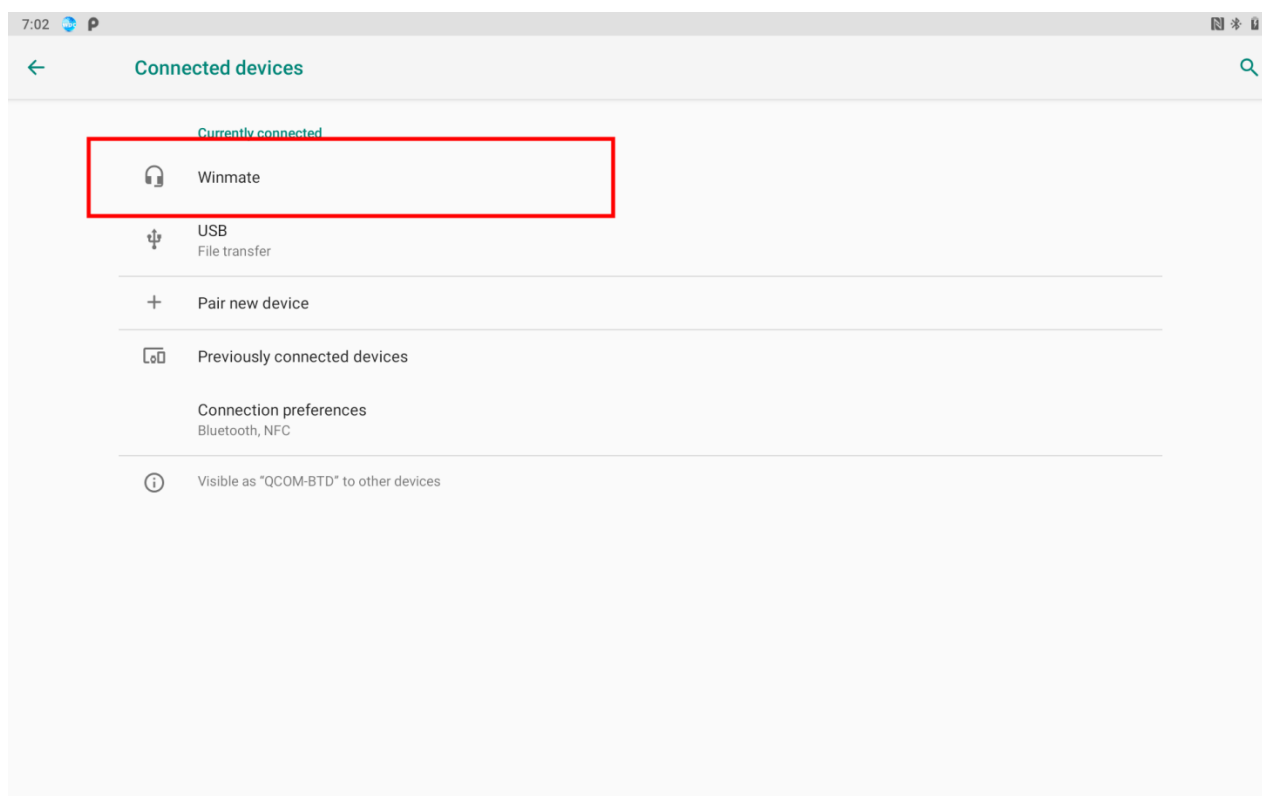 7:02
Connected devices
Currently connected
Winmate
USB
File transfer
Pair new device
Previously connected devices
Connection preferences
Bluetooth, NFC
Visible as "QCOM-BTD" to other devices